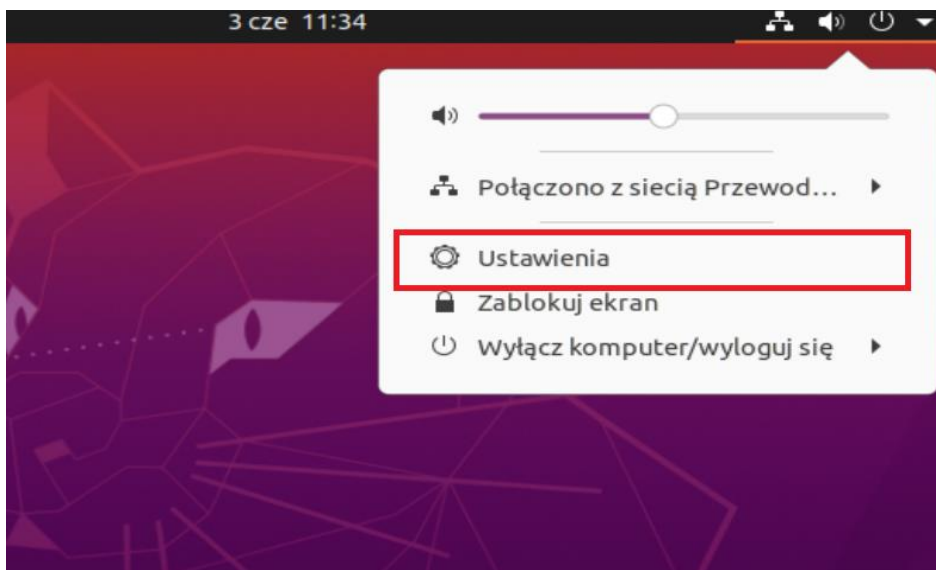 3 cze 11:34
Połączono z siecią Przewod...
Ustawienia
Zablokuj ekran
Wyłącz komputer/wyloguj się